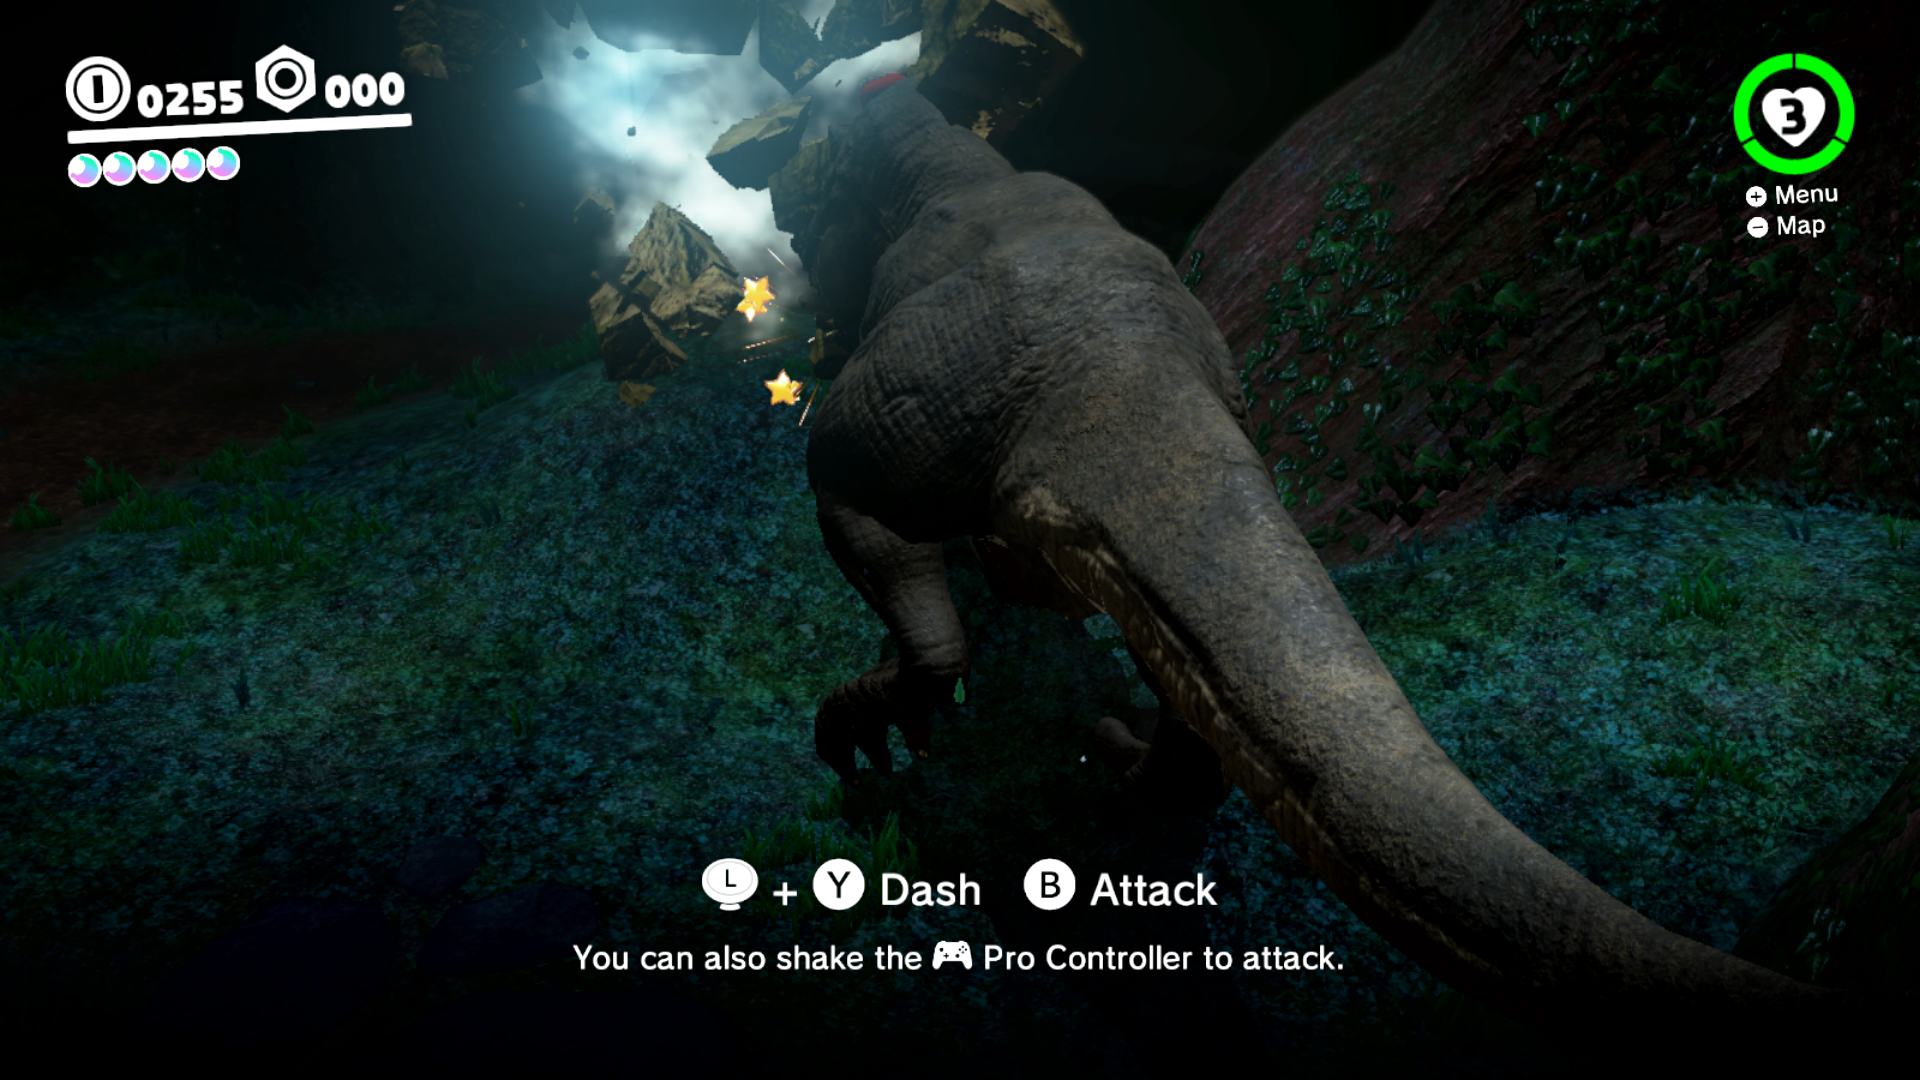 0255 000
3
+ Menu
- Map
L + Y Dash B Attack
You can also shake the Pro Controller to attack.